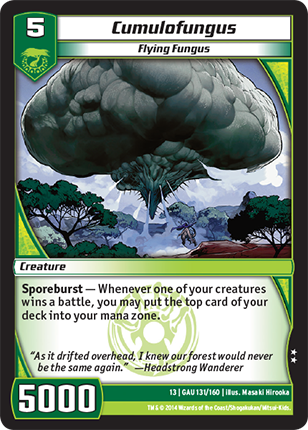 5
Cumulofungus
Flying Fungus
Creature
Sporeburst — Whenever one of your creatures
wins a battle, you may put the top card of your
deck into your mana zone.
“As it drifted overhead, I knew our forest would never
be the same again.” —Headstrong Wanderer
5000
13 | GAU 131/160 | Illus. Masaki Hirooka
TM & © 2014 Wizards of the Coast/Shogakukan/Mitsui-Kids.